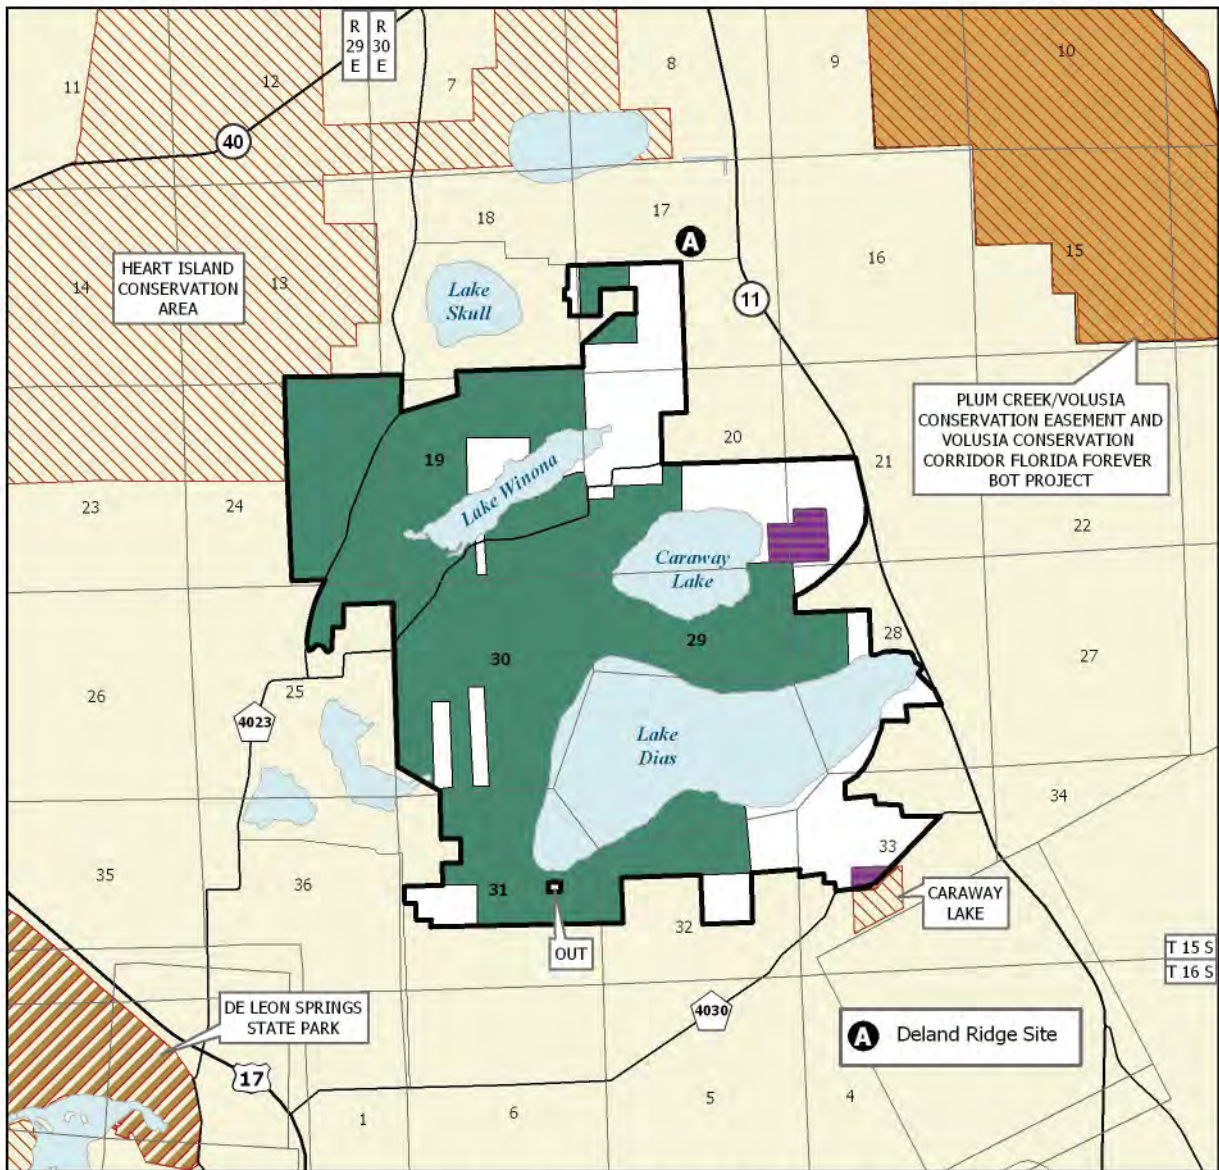 R
29
E
R
30
E
11
12
7
8
9
10
40
18
17
A
16
15
14
13
HEART ISLAND
CONSERVATION
AREA
Lake
Skull
11
PLUM CREEK/VOLUSIA
CONSERVATION EASEMENT AND
VOLUSIA CONSERVATION
CORRIDOR FLORIDA FOREVER
BOT PROJECT
19
20
21
22
23
24
Lake Winona
Caraway
Lake
30
29
28
27
26
25
4023
Lake
Dias
34
33
35
36
31
32
CARAWAY
LAKE
OUT
T 15 S
T 16 S
DE LEON SPRINGS
STATE PARK
4030
A Deland Ridge Site
17
1
6
5
4